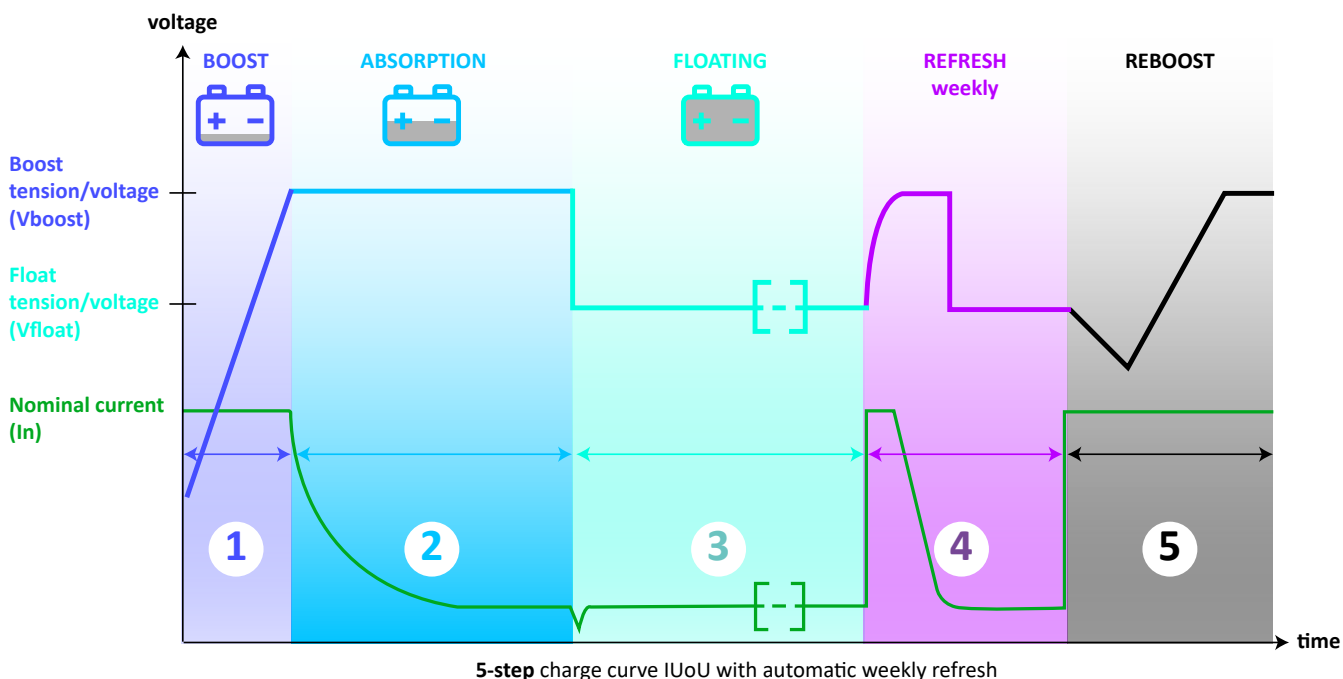 voltage
BOOST
ABSORPTION
FLOATING
REFRESH
weekly
REBOOST
+ -
+ -
+ -
Boost
tension/voltage
(Vboost)
Float
tension/voltage
(Vfloat)
Nominal current
(In)
1
2
3
4
5
time
5-step charge curve IUoU with automatic weekly refresh